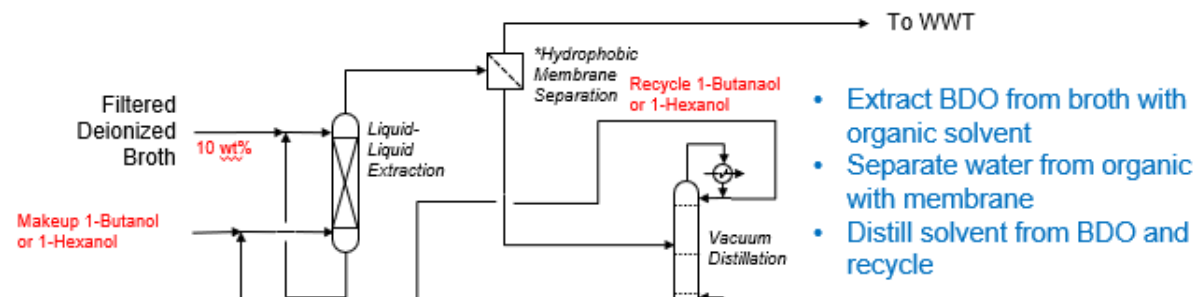 To WWT
*Hydrophobic
Membrane
Separation
Recycle 1-Butanaol
or 1-Hexanol
Filtered
Deionized
Broth
10 wt%
Liquid-
Liquid
Extraction
Makeup 1-Butanol
or 1-Hexanol
Vacuum
Distillation
• Extract BDO from broth with
organic solvent
• Separate water from organic
with membrane
• Distill solvent from BDO and
recycle